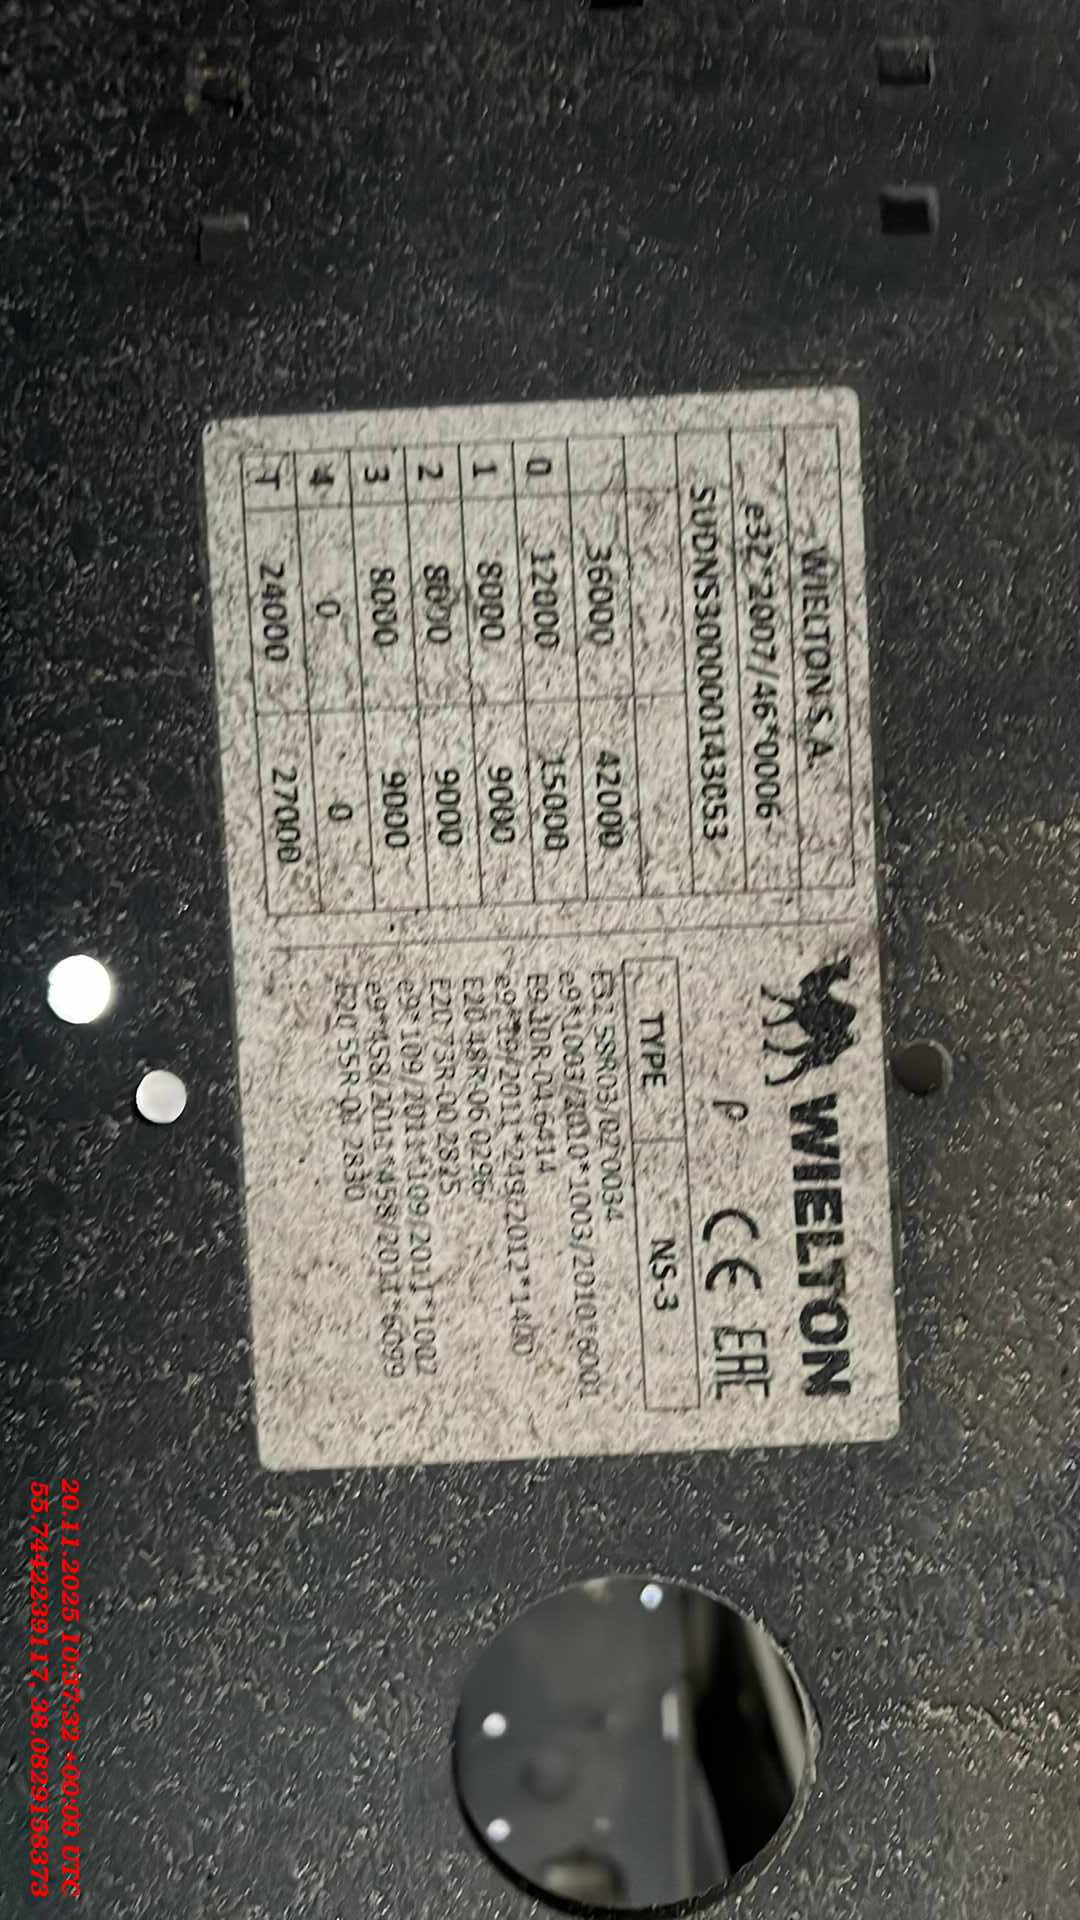 WIELTON S.A.
e32*2007/46*0006
SUDNS300000143053
36000 42000
0 12000 15000
1 8000 9000
2 8000 9000
3 8000 9000
4 0 0
T 24000 27000
WIELTON
CE EAC
TYPE NS-3
E32 55R03/02*0034
e9*1003/2010*1003/2010*6001
E9 10R-04.6414
e9*19/2011*249/2012*1400
E20 48R-06 0296
E20 73R-00 2825
e9*109/2011*109/2011*1007
e9*458/2011*458/2011*6099
E20 55R-01 2830
20.11.2025 10:37:32 +00:00 UTC
55.7442239117, 38.0829158373